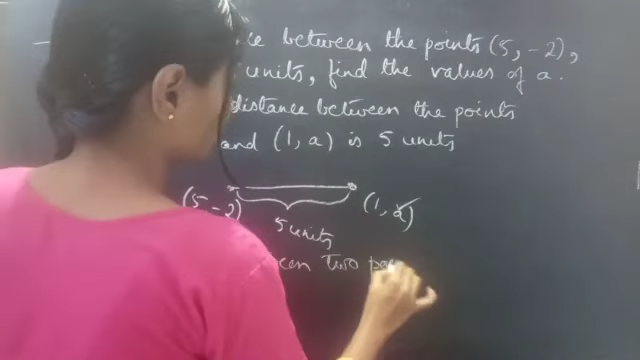 ce between the points (5, -2),
units, find the values of a.
distance between the points
and (1, a) is 5 units
(5 - 2) (1, a)
5 units
een two